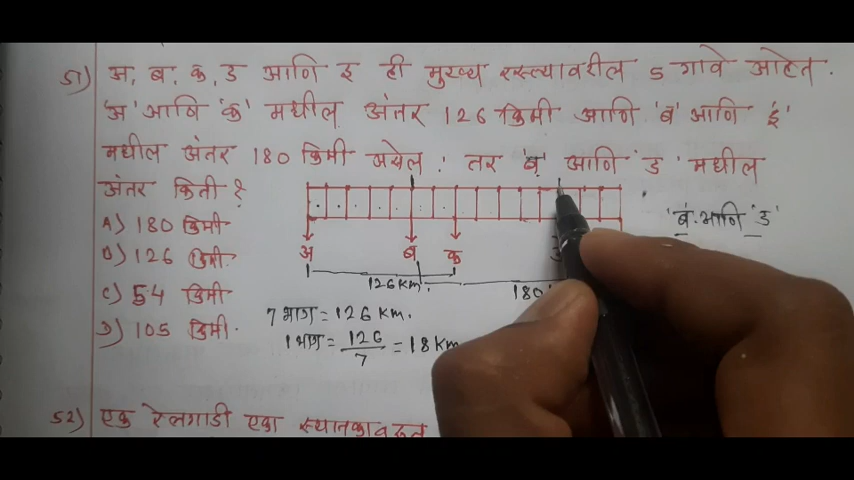 51) अ, ब, क, ड आणि इ ही मुख्य रस्त्यावरील 5 गावे आहेत.
'अ' आणि 'क' मधील अंतर 126 किमी आणि 'ब' आणि 'इ'
मधील अंतर 180 किमी असेल. तर 'ब' आणि 'ड' मधील
अंतर किती?
A) 180 किमी
B) 126 किमी.
C) 54 किमी
D) 105 किमी.
'ब' आणि 'ड'
अ ब क
126 km. 180
7 भाग = 126 km.
1 भाग = 126/7 = 18 km
52) एक रेलगाडी एका स्थानकावरून